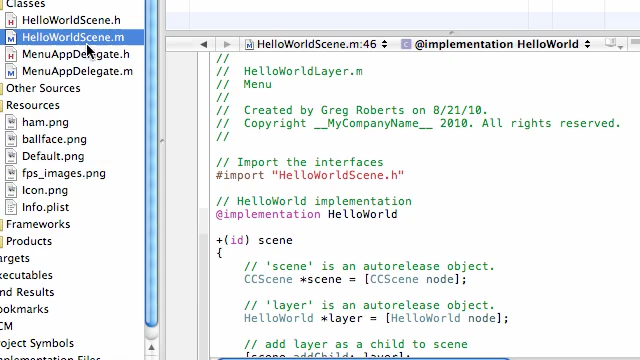 Classes
HelloWorldScene.h
HelloWorldScene.m
MenuAppDelegate.h
MenuAppDelegate.m
Other Sources
Resources
ham.png
ballface.png
Default.png
fps_images.png
Icon.png
Info.plist
Frameworks
Products
argets
xecutables
nd Results
ookmarks
CM
roject Symbols
HelloWorldScene.m:46
C @implementation HelloWorld
//
// HelloWorldLayer.m
// Menu
//
// Created by Greg Roberts on 8/21/10.
// Copyright __MyCompanyName__ 2010. All rights reserved.
//
// Import the interfaces
#import "HelloWorldScene.h"
// HelloWorld implementation
@implementation HelloWorld
+(id) scene
{
// 'scene' is an autorelease object.
CCScene *scene = [CCScene node];
// 'layer' is an autorelease object.
HelloWorld *layer = [HelloWorld node];
// add layer as a child to scene
[scene addChild: layer];